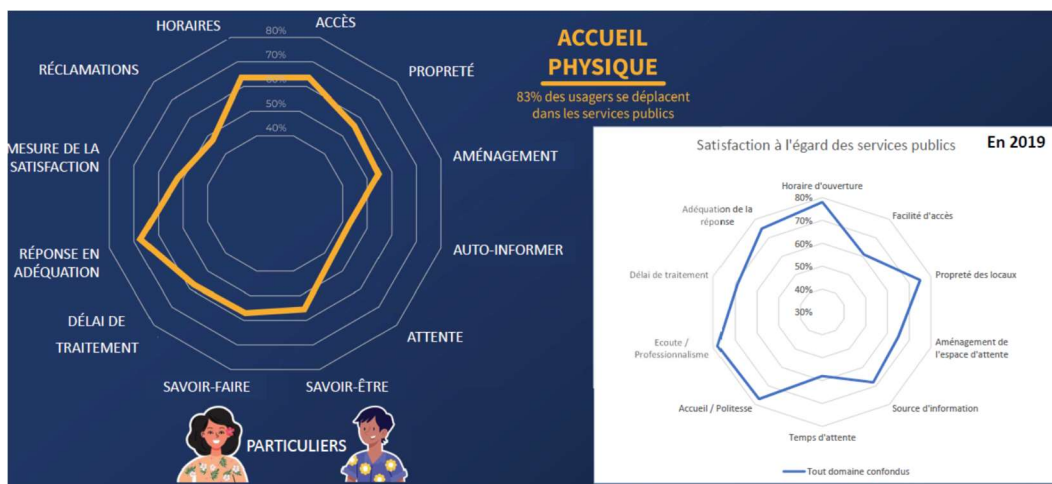 HORAIRES
ACCÈS
80%
70%
60%
50%
40%
RÉCLAMATIONS
PROPRETÉ
MESURE DE LA
SATISFACTION
AMÉNAGEMENT
RÉPONSE EN
ADÉQUATION
AUTO-INFORMER
DÉLAI DE
TRAITEMENT
ATTENTE
SAVOIR-FAIRE
SAVOIR-ÊTRE
PARTICULIERS
ACCUEIL
PHYSIQUE
83% des usagers se déplacent
dans les services publics
Satisfaction à l'égard des services publics
En 2019
Horaire d'ouverture
80%
70%
60%
50%
40%
30%
Adéquation de la
réponse
Facilité d'accès
Délai de traitement
Propreté des locaux
Ecoute /
Professionnalisme
Aménagement de
l'espace d'attente
Accueil / Politesse
Source d'information
Temps d'attente
Tout domaine confondus